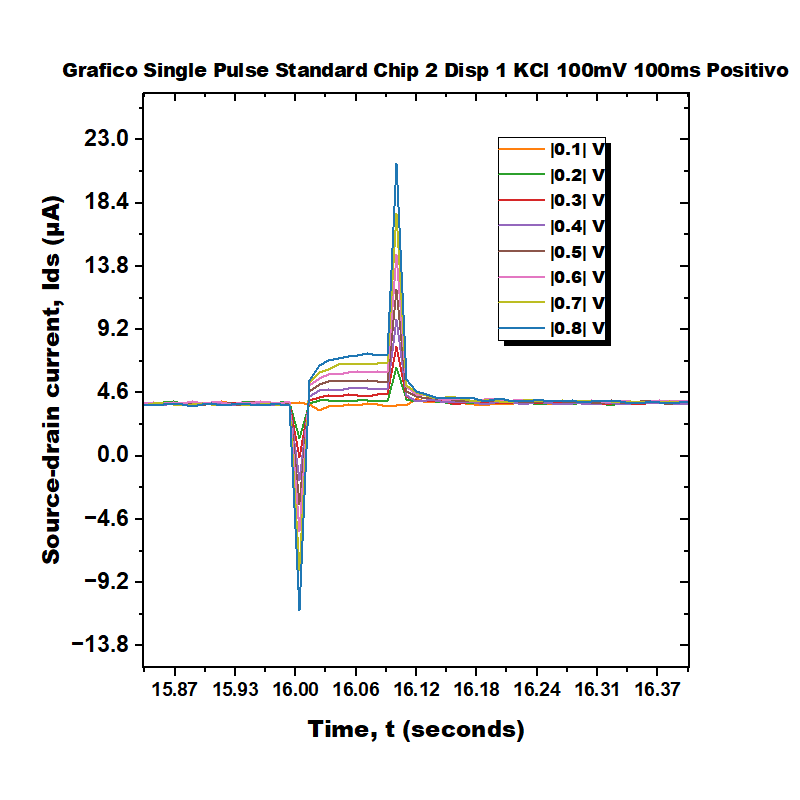 Grafico Single Pulse Standard Chip 2 Disp 1 KCl 100mV 100ms Positivo
23.0
18.4
13.8
9.2
4.6
0.0
−4.6
−9.2
−13.8
Source-drain current, Ids (µA)
|0.1| V
|0.2| V
|0.3| V
|0.4| V
|0.5| V
|0.6| V
|0.7| V
|0.8| V
15.87 15.93 16.00 16.06 16.12 16.18 16.24 16.31 16.37
Time, t (seconds)